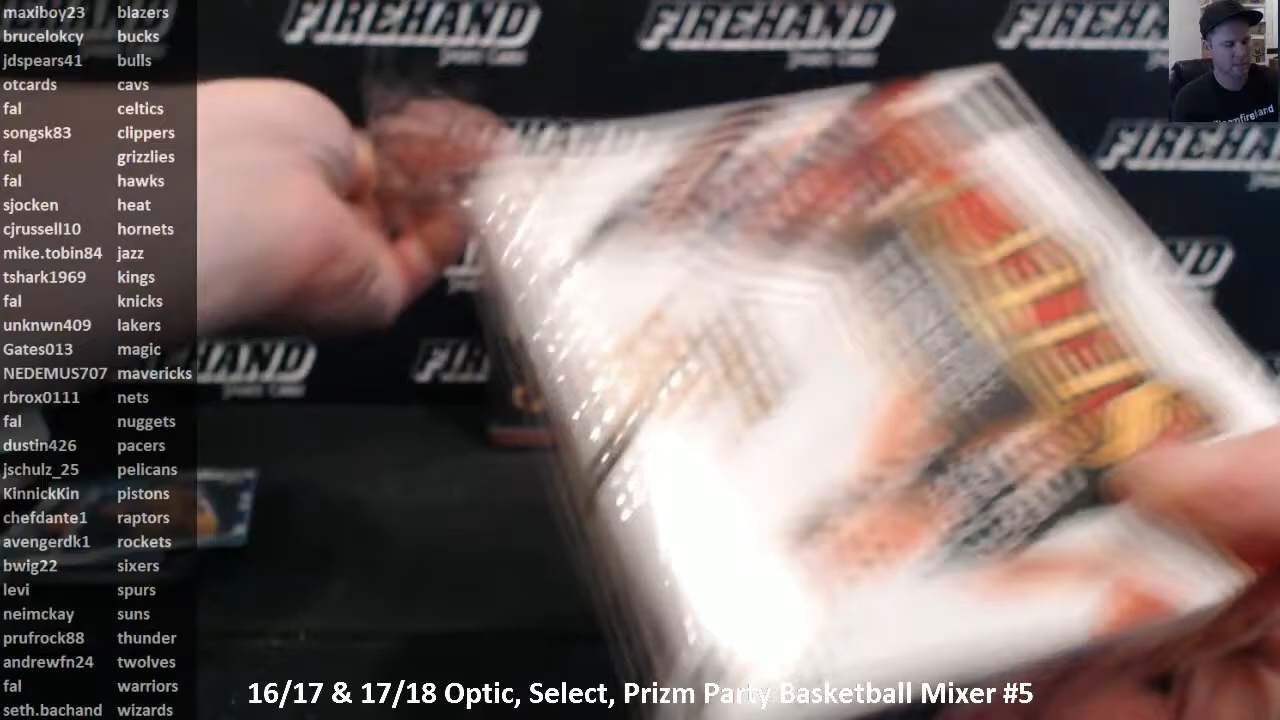 maxiboy23 blazers
brucelokcy bucks
jdspears41 bulls
otcards cavs
fal celtics
songsk83 clippers
fal grizzlies
fal hawks
sjocken heat
cjrussell10 hornets
mike.tobin84 jazz
tshark1969 kings
fal knicks
unknwn409 lakers
Gates013 magic
NEDEMUS707 mavericks
rbrox0111 nets
fal nuggets
dustin426 pacers
jschulz_25 pelicans
KinnickKin pistons
chefdante1 raptors
avengerdk1 rockets
bwig22 sixers
levi spurs
neimckay suns
prufrock88 thunder
andrewfn24 twolves
fal warriors
seth.bachand wizards
FIREHAND FIREHAND FIREHAND
FIREHAND
SELECT
16/17 & 17/18 Optic, Select, Prizm Party Basketball Mixer #5